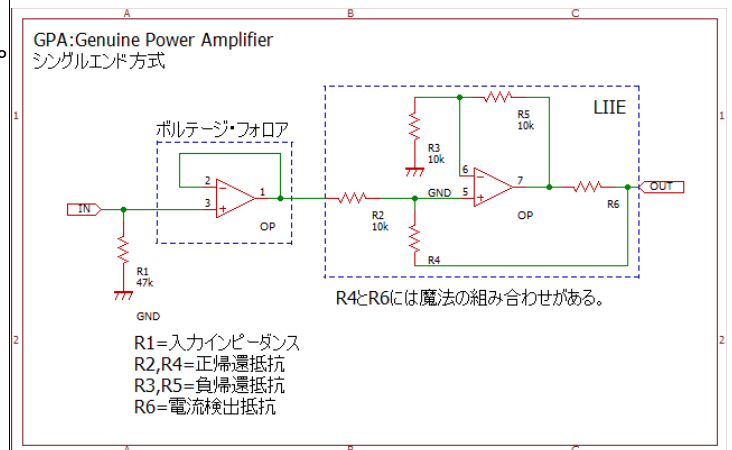 A
B
C
GPA:Genuine Power Amplifier
シングルエンド方式
。
1
1
LIIE
ボルテージ・フォロア
R5
10k
R3
10k
2
3
1
OP
IN
R1
47k
GND
R2
10k
GND
6
5
7
OP
R6
OUT
R4
R4とR6には魔法の組み合わせがある。
2
2
R1=入力インピーダンス
R2,R4=正帰還抵抗
R3,R5=負帰還抵抗
R6=電流検出抵抗
A
B
C